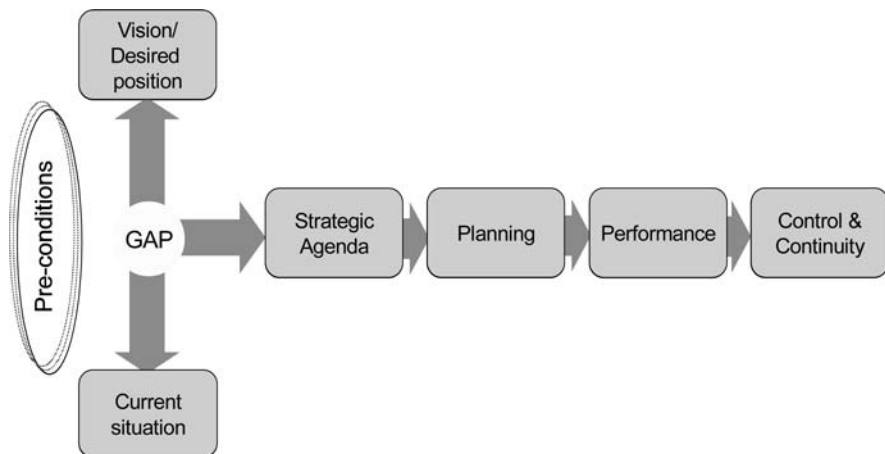 Vision/
Desired
position
Pre-conditions
GAP
Strategic
Agenda
Planning
Performance
Control &
Continuity
Current
situation